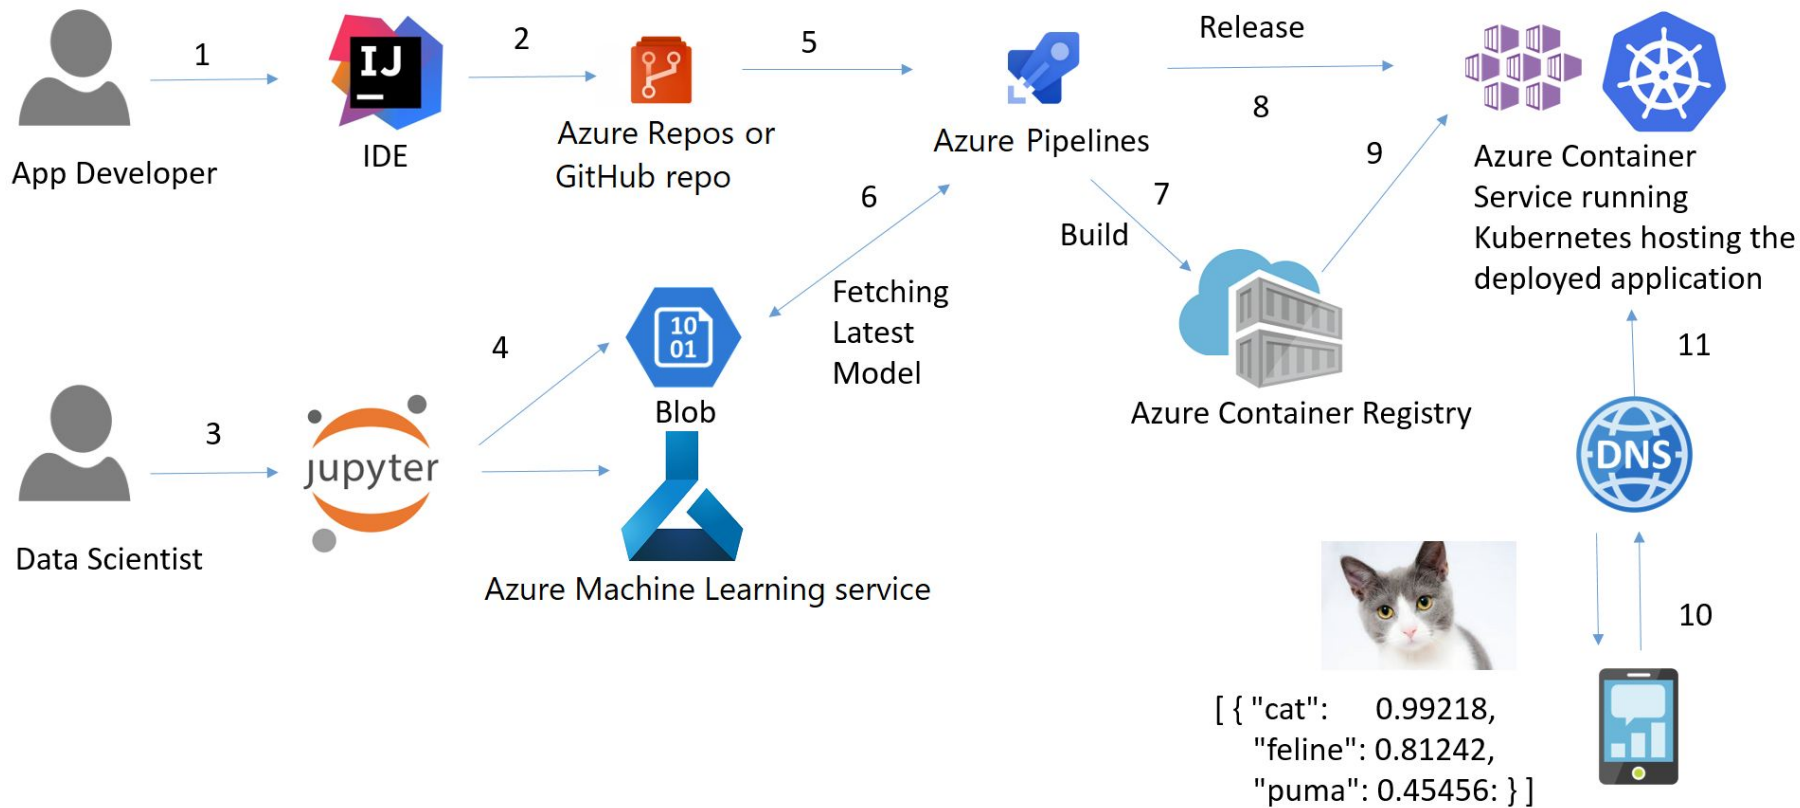 1
2
5
Release
IJ
8
App Developer
IDE
Azure Repos or
GitHub repo
Azure Pipelines
6
7
Build
9
Azure Container
Service running
Kubernetes hosting the
deployed application
Fetching
Latest
Model
4
10
01
Blob
Azure Container Registry
11
3
jupyter
DNS
Data Scientist
Azure Machine Learning service
10
[ { "cat": 0.99218,
"feline": 0.81242,
"puma": 0.45456: } ]